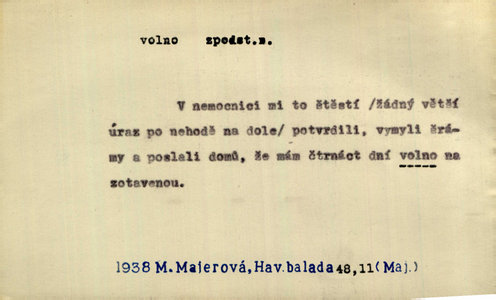 volno zpodst.n.
V nemocnici mi to štěstí /žádný větší
úraz po nehodě na dole/ potvrdili, vymyli šrá-
my a poslali domů, že mám čtrnáct dní volno na
zotavenou.
1938 M.Majerová,Hav.balada 48,11(Maj.)